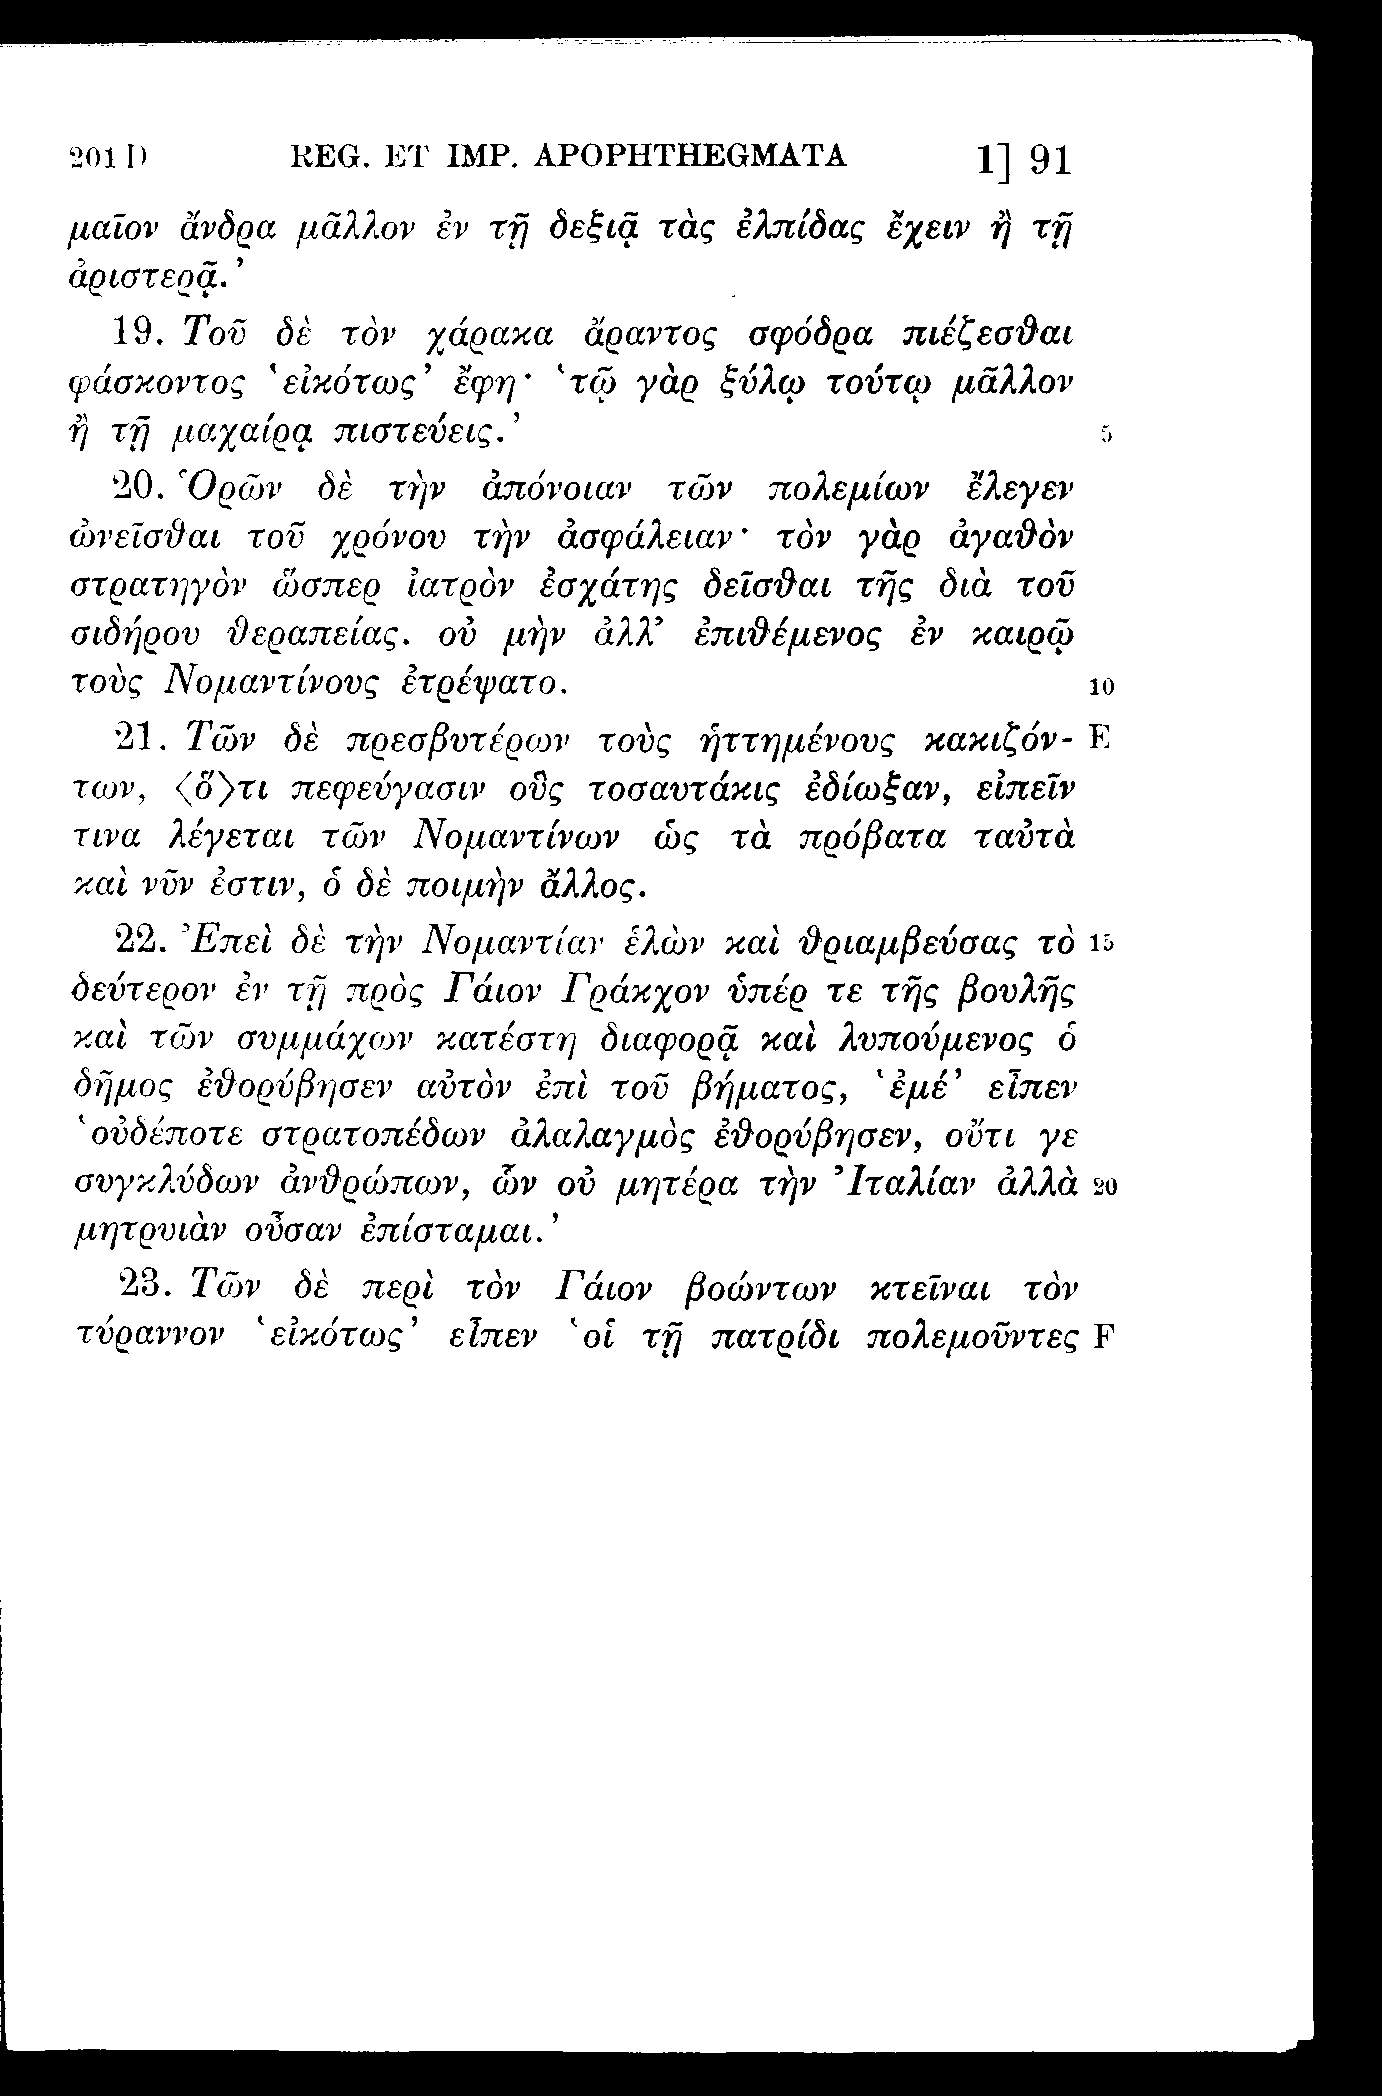 201 D REG. ET IMP. APOPHTHEGMATA 1] 91
μαῖον ἄνδρα μᾶλλον ἐν τῇ δεξιᾷ τὰς ἐλπίδας ἔχειν ἢ τῇ
ἀριστερᾷ.’
19. Τοῦ δὲ τὸν χάρακα ἄραντος σφόδρα πιέζεσθαι
φάσκοντος ‘εἰκότως’ ἔφη· ‘τῷ γὰρ ξύλῳ τούτῳ μᾶλλον
ἢ τῇ μαχαίρᾳ πιστεύεις.’ 5
20. Ὁρῶν δὲ τὴν ἀπόνοιαν τῶν πολεμίων ἔλεγεν
ὠνεῖσθαι τοῦ χρόνου τὴν ἀσφάλειαν· τὸν γὰρ ἀγαθὸν
στρατηγὸν ὥσπερ ἰατρὸν ἐσχάτης δεῖσθαι τῆς διὰ τοῦ
σιδήρου θεραπείας. οὐ μὴν ἀλλ’ ἐπιθέμενος ἐν καιρῷ
τοὺς Νομαντίνους ἐτρέψατο. 10
21. Τῶν δὲ πρεσβυτέρων τοὺς ἡττημένους κακιζόν- E
των, 〈ὅ〉τι πεφεύγασιν οὓς τοσαυτάκις ἐδίωξαν, εἰπεῖν
τινα λέγεται τῶν Νομαντίνων ὡς τὰ πρόβατα ταὐτὰ
καὶ νῦν ἐστιν, ὁ δὲ ποιμὴν ἄλλος.
22. Ἐπεὶ δὲ τὴν Νομαντίαν ἑλὼν καὶ θριαμβεύσας τὸ 15
δεύτερον ἐν τῇ πρὸς Γάιον Γράκχον ὑπέρ τε τῆς βουλῆς
καὶ τῶν συμμάχων κατέστη διαφορᾷ καὶ λυπούμενος ὁ
δῆμος ἐθορύβησεν αὐτὸν ἐπὶ τοῦ βήματος, ‘ἐμέ’ εἶπεν
‘οὐδέποτε στρατοπέδων ἀλαλαγμὸς ἐθορύβησεν, οὔτι γε
συγκλύδων ἀνθρώπων, ὧν οὐ μητέρα τὴν Ἰταλίαν ἀλλὰ 20
μητρυιὰν οὖσαν ἐπίσταμαι.’
23. Τῶν δὲ περὶ τὸν Γάιον βοώντων κτεῖναι τὸν
τύραννον ‘εἰκότως’ εἶπεν ‘οἱ τῇ πατρίδι πολεμοῦντες F